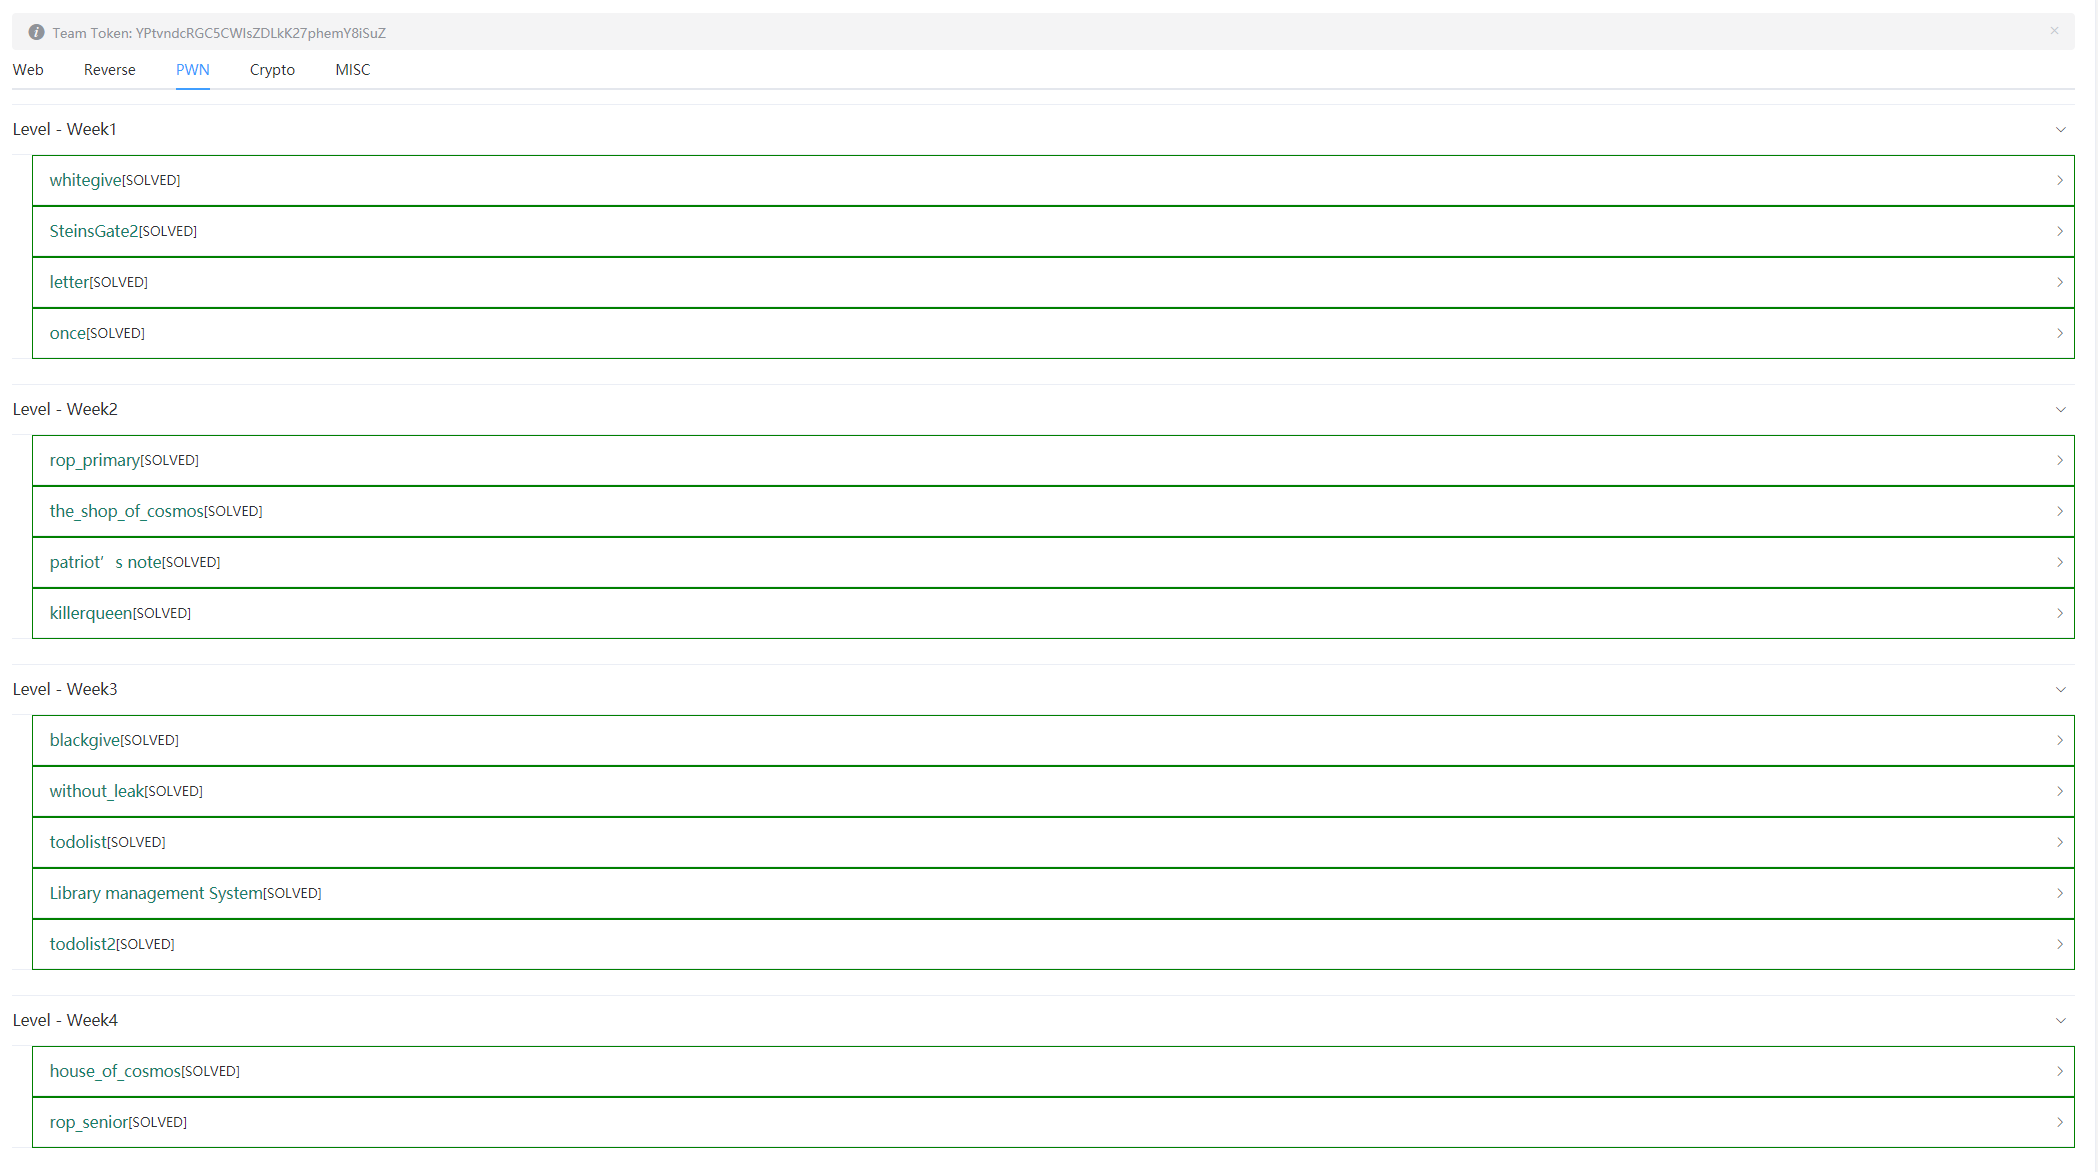 Team Token: YPtvndcRGC5CWIsZDLkK27phemY8iSuZ
Web Reverse PWN Crypto MISC
Level - Week1
whitegive[SOLVED]
SteinsGate2[SOLVED]
letter[SOLVED]
once[SOLVED]
Level - Week2
rop_primary[SOLVED]
the_shop_of_cosmos[SOLVED]
patriot’s note[SOLVED]
killerqueen[SOLVED]
Level - Week3
blackgive[SOLVED]
without_leak[SOLVED]
todolist[SOLVED]
Library management System[SOLVED]
todolist2[SOLVED]
Level - Week4
house_of_cosmos[SOLVED]
rop_senior[SOLVED]